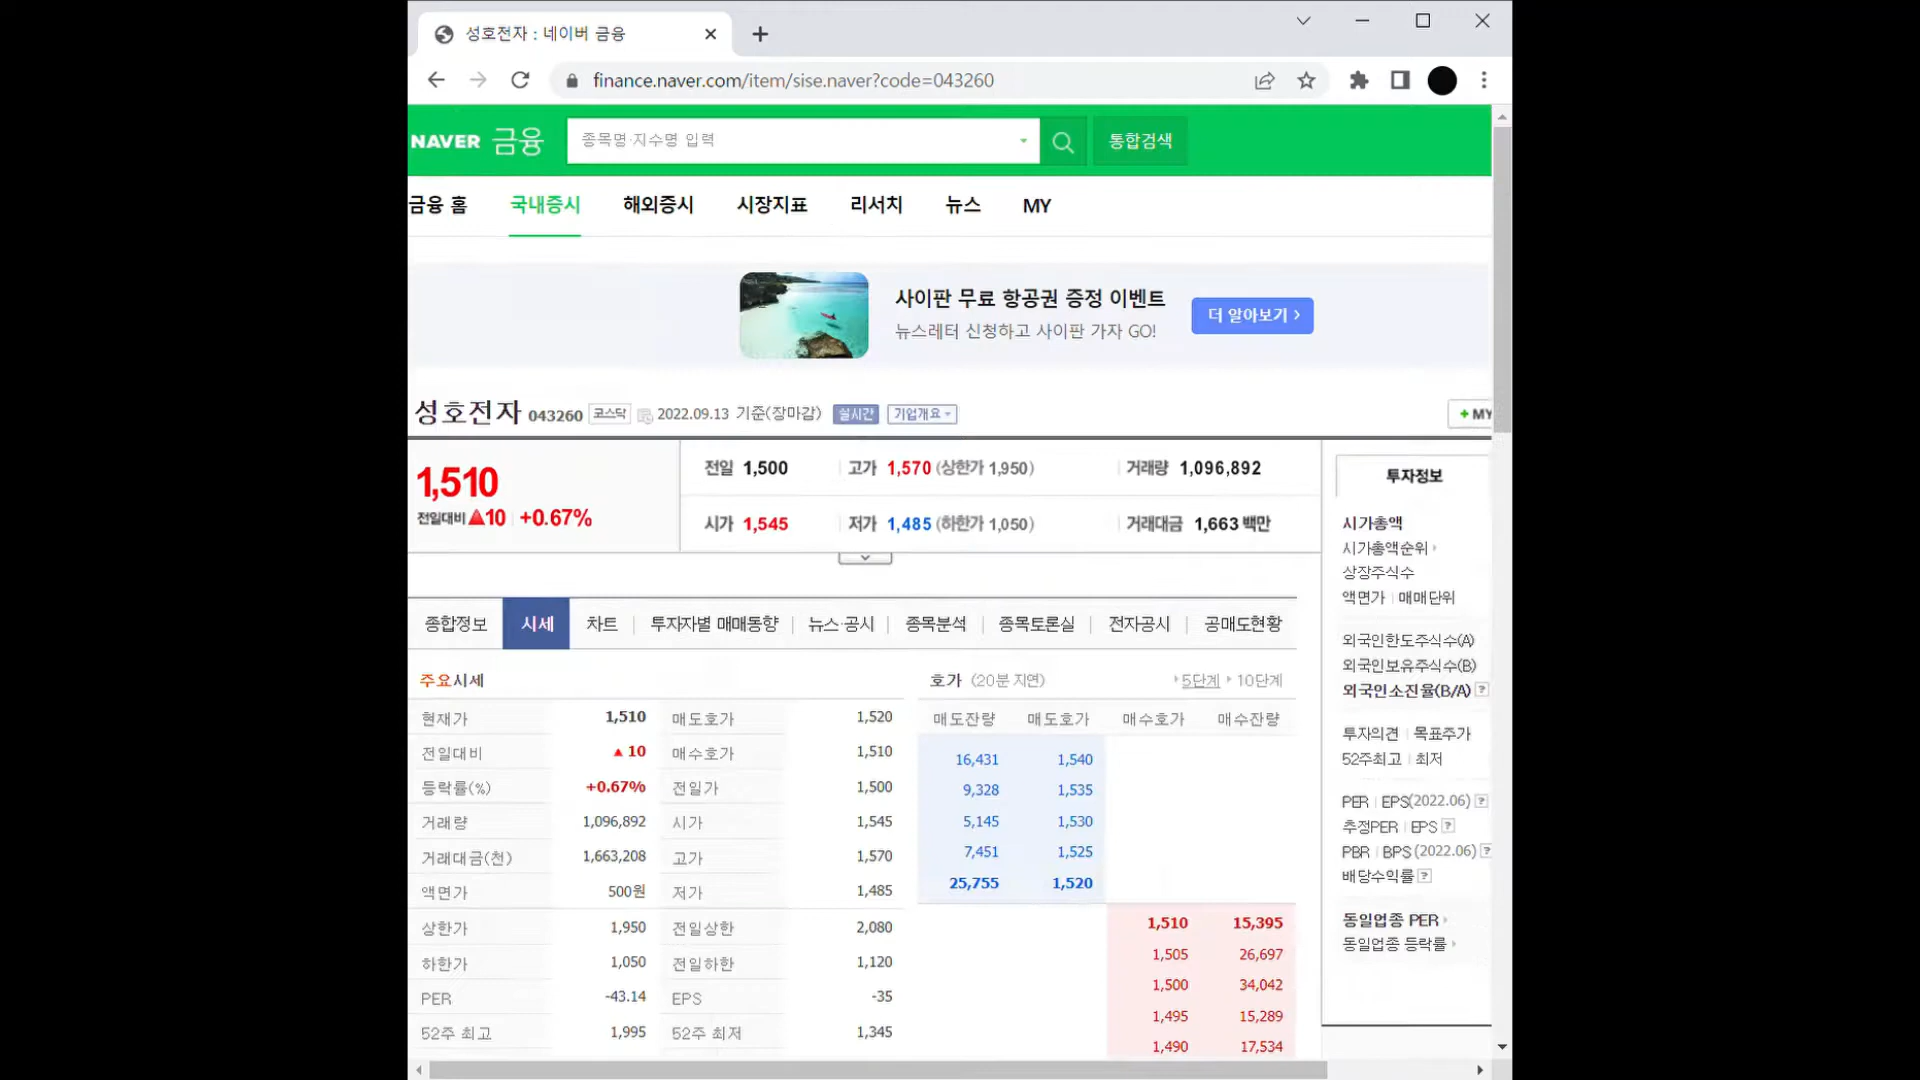 성호전자 : 네이버 금융
finance.naver.com/item/sise.naver?code=043260
NAVER 금융
종목명·지수명 입력
통합검색
금융 홈 국내증시 해외증시 시장지표 리서치 뉴스 MY
사이판 무료 항공권 증정 이벤트
뉴스레터 신청하고 사이판 가자 GO!
더 알아보기 ›
성호전자 043260 코스닥 2022.09.13 기준(장마감) 실시간 기업개요
+ MY
1,510
전일대비 ▲10 +0.67%
전일 1,500 고가 1,570 (상한가 1,950) 거래량 1,096,892
시가 1,545 저가 1,485 (하한가 1,050) 거래대금 1,663 백만
종합정보 시세 차트 투자자별 매매동향 뉴스·공시 종목분석 종목토론실 전자공시 공매도현황
주요시세
현재가 1,510 매도호가 1,520
전일대비 ▲ 10 매수호가 1,510
등락률(%) +0.67% 전일가 1,500
거래량 1,096,892 시가 1,545
거래대금(천) 1,663,208 고가 1,570
액면가 500원 저가 1,485
상한가 1,950 전일상한 2,080
하한가 1,050 전일하한 1,120
PER -43.14 EPS -35
52주 최고 1,995 52주 최저 1,345
호가 (20분 지연) 5단계 10단계
매도잔량 매도호가 매수호가 매수잔량
16,431 1,540
9,328 1,535
5,145 1,530
7,451 1,525
25,755 1,520
1,510 15,395
1,505 26,697
1,500 34,042
1,495 15,289
1,490 17,534
투자정보
시가총액
시가총액순위
상장주식수
액면가 | 매매단위
외국인한도주식수(A)
외국인보유주식수(B)
외국인소진율(B/A) ?
투자의견 | 목표주가
52주최고 | 최저
PER | EPS(2022.06) ?
추정PER | EPS ?
PBR | BPS (2022.06) ?
배당수익률 ?
동일업종 PER
동일업종 등락률